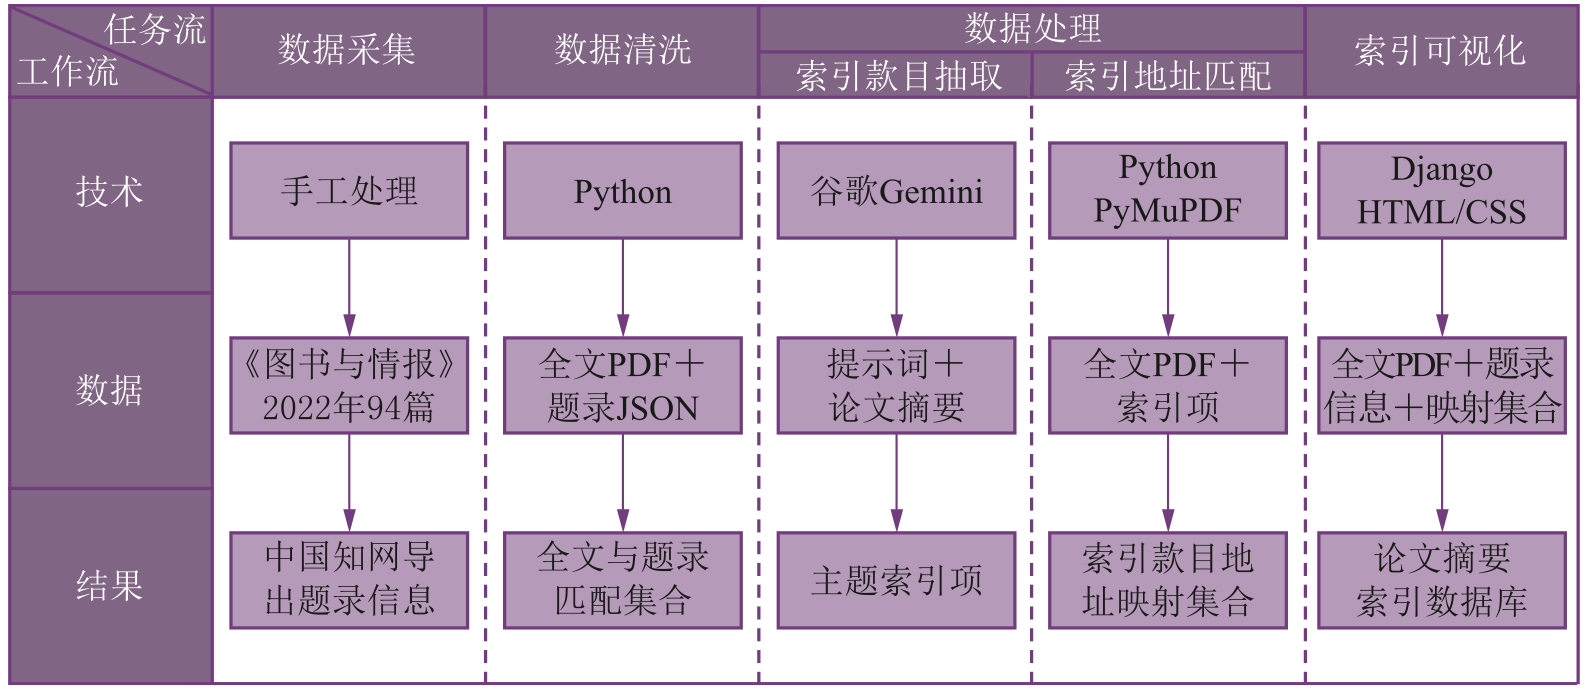 任务流
工作流
数据采集
数据清洗
数据处理
索引款目抽取
索引地址匹配
索引可视化
技术
手工处理
Python
谷歌Gemini
Python
PyMuPDF
Django
HTML/CSS
数据
《图书与情报》
2022年94篇
全文PDF＋
题录JSON
提示词＋
论文摘要
全文PDF＋
索引项
全文PDF＋题录
信息＋映射集合
结果
中国知网导
出题录信息
全文与题录
匹配集合
主题索引项
索引款目地
址映射集合
论文摘要
索引数据库